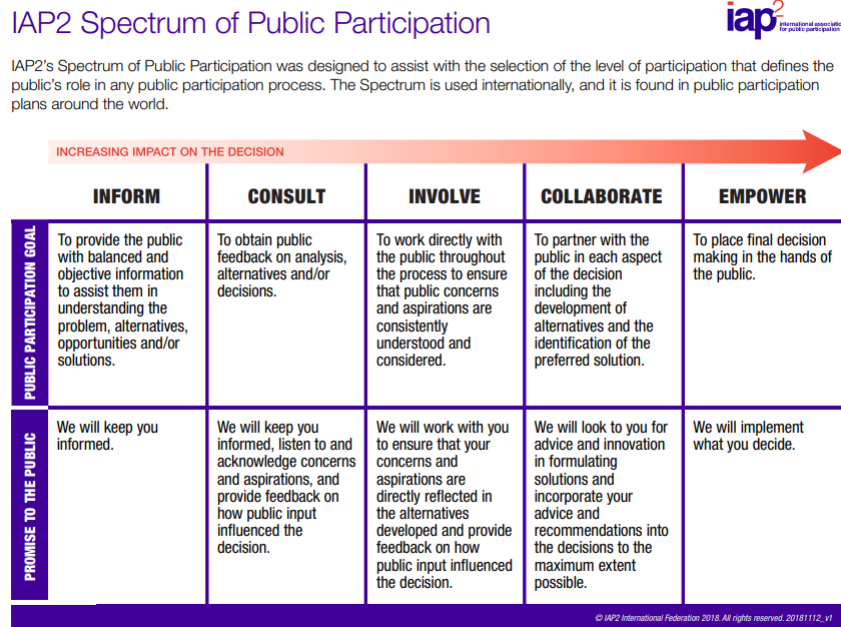 IAP2 Spectrum of Public Participation
iap2
international associatio
for public participation
IAP2's Spectrum of Public Participation was designed to assist with the selection of the level of participation that defines the
public's role in any public participation process. The Spectrum is used internationally, and it is found in public participation
plans around the world.
INCREASING IMPACT ON THE DECISION
INFORM
CONSULT
INVOLVE
COLLABORATE
EMPOWER
PUBLIC PARTICIPATION GOAL
To provide the public
with balanced and
objective information
to assist them in
understanding the
problem, alternatives,
opportunities and/or
solutions.
To obtain public
feedback on analysis,
alternatives and/or
decisions.
To work directly with
the public throughout
the process to ensure
that public concerns
and aspirations are
consistently
understood and
considered.
To partner with the
public in each aspect
of the decision
including the
development of
alternatives and the
identification of the
preferred solution.
To place final decision
making in the hands of
the public.
PROMISE TO THE PUBLIC
We will keep you
informed.
We will keep you
informed, listen to and
acknowledge concerns
and aspirations, and
provide feedback on
how public input
influenced the
decision.
We will work with you
to ensure that your
concerns and
aspirations are
directly reflected in
the alternatives
developed and provide
feedback on how
public input influenced
the decision.
We will look to you for
advice and innovation
in formulating
solutions and
incorporate your
advice and
recommendations into
the decisions to the
maximum extent
possible.
We will implement
what you decide.
© IAP2 International Federation 2018. All rights reserved. 20181112_v1